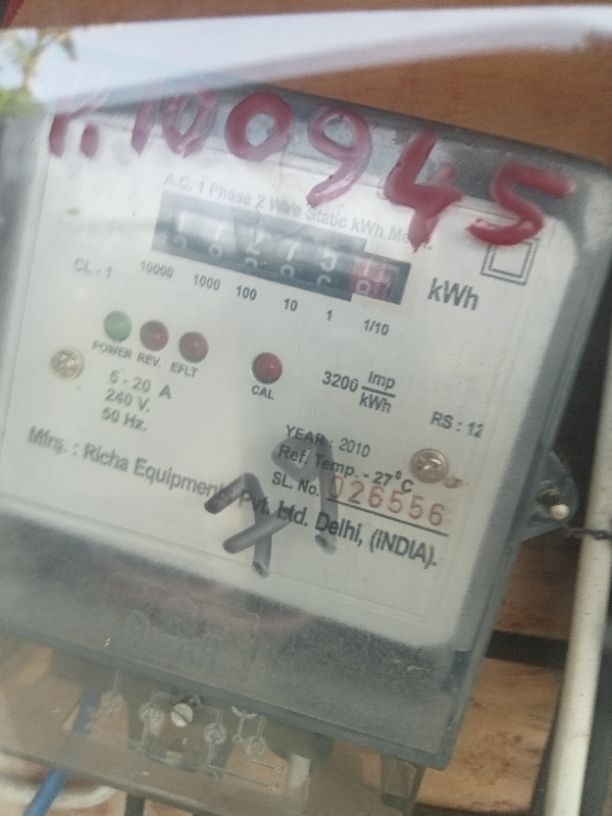 P.100945
A.C. 1 Phase 2 Wire Static kWh Meter.
kWh
CL - 1 10000 1000 100 10 1 1/10
POWER REV. EFLT
CAL
3200 Imp/kWh
5 - 20 A
240 V.
50 Hz.
RS : 12
YEAR : 2010
Ref. Temp. - 27°C
SL. No. 026556
Mfrs. : Richa Equipments Pvt. Ltd. Delhi, (INDIA).